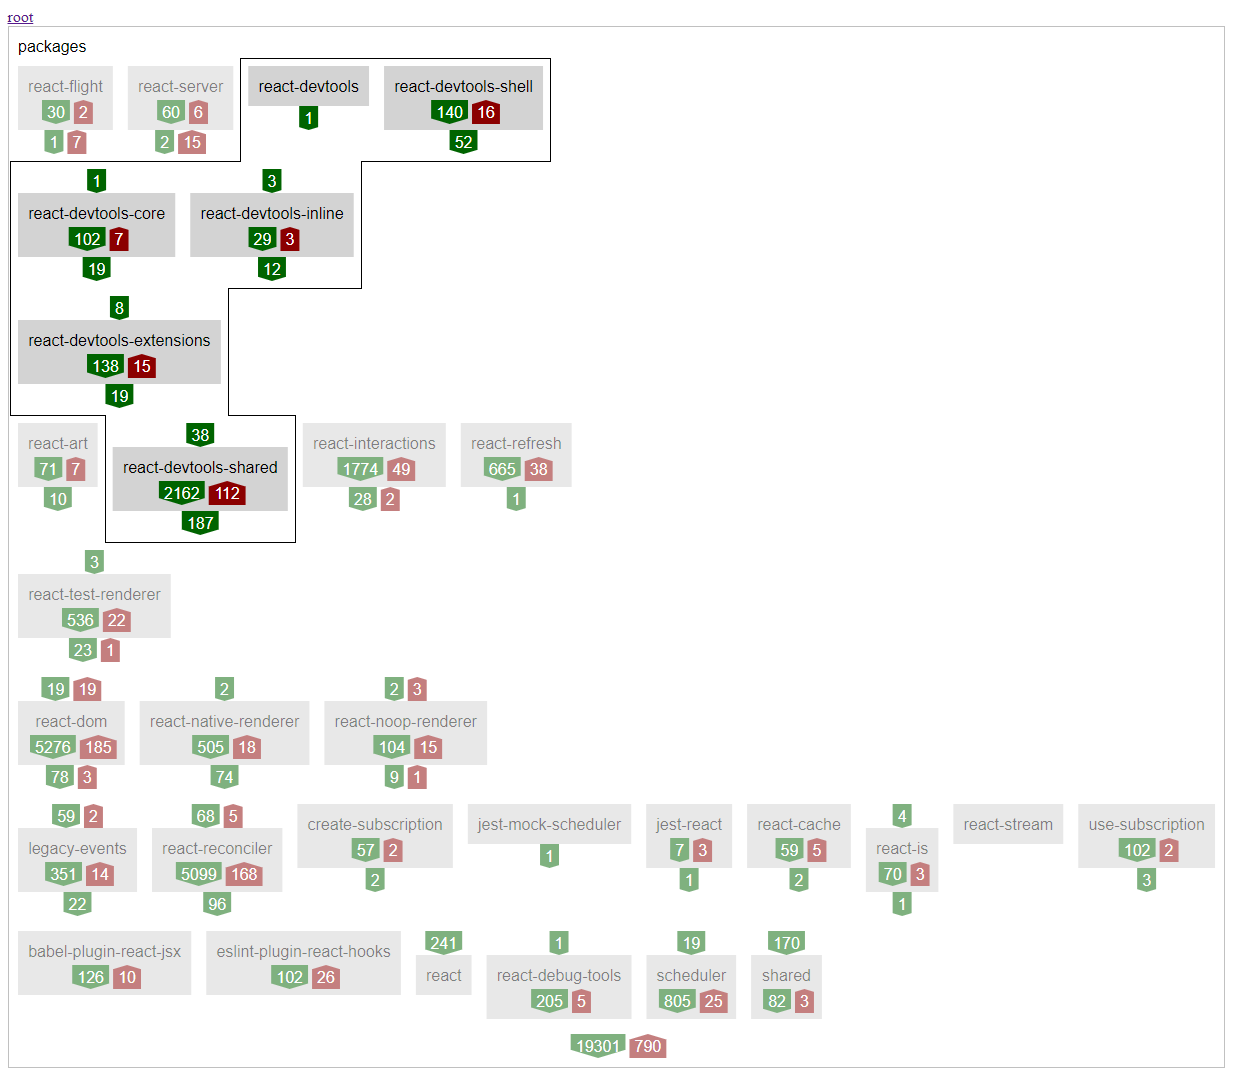 root
packages
react-flight react-server react-devtools react-devtools-shell
30 2 60 6 1 140 16
1 7 2 15 52
1 3
react-devtools-core react-devtools-inline
102 7 29 3
19 12
8
react-devtools-extensions
138 15
19
38
react-art react-devtools-shared react-interactions react-refresh
71 7 2162 112 1774 49 665 38
10 187 28 2 1
3
react-test-renderer
536 22
23 1
19 19 2 2 3
react-dom react-native-renderer react-noop-renderer
5276 185 505 18 104 15
78 3 74 9 1
59 2 68 5 4
create-subscription jest-mock-scheduler jest-react react-cache react-stream use-subscription
legacy-events react-reconciler react-is
57 2 1 7 3 59 5 102 2
351 14 5099 168 70 3
2 1 2 3
22 96 1
241 1 19 170
babel-plugin-react-jsx eslint-plugin-react-hooks
126 10 102 26
react react-debug-tools scheduler shared
205 5 805 25 82 3
19301 790